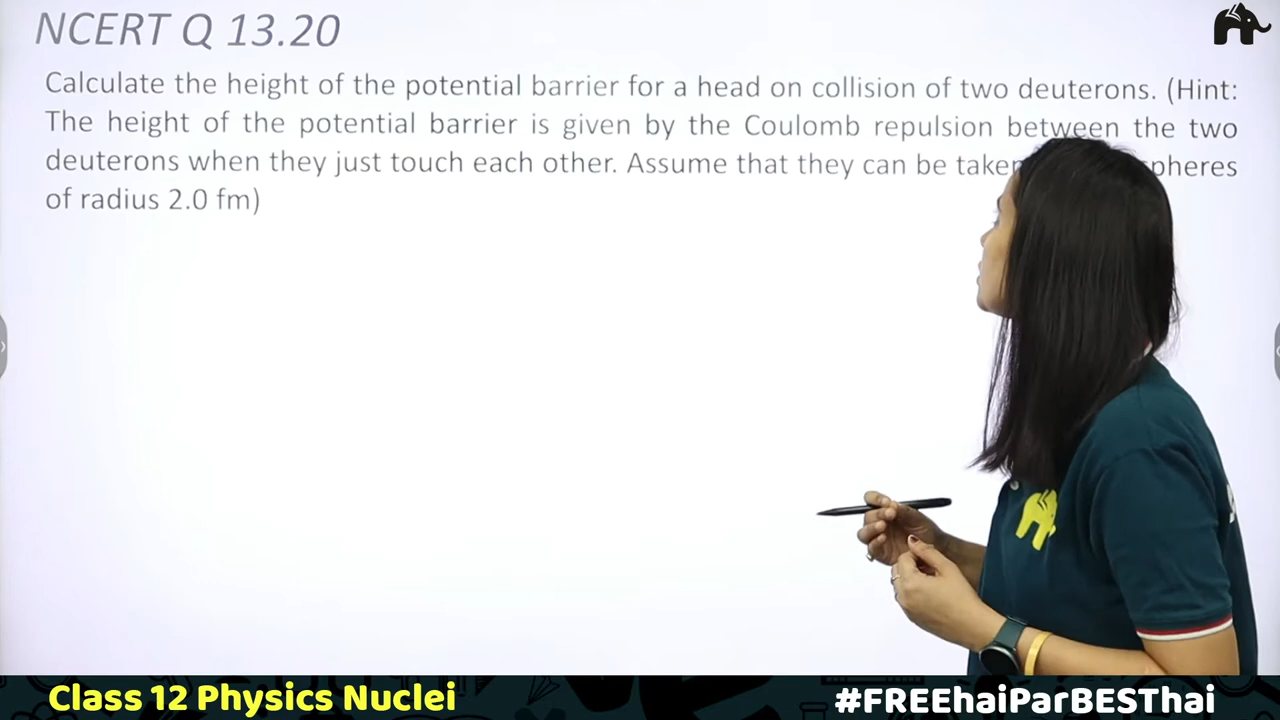 NCERT Q 13.20
Calculate the height of the potential barrier for a head on collision of two deuterons. (Hint:
The height of the potential barrier is given by the Coulomb repulsion between the two
deuterons when they just touch each other. Assume that they can be taken spheres
of radius 2.0 fm)
Class 12 Physics Nuclei
#FREEhaiParBESThai